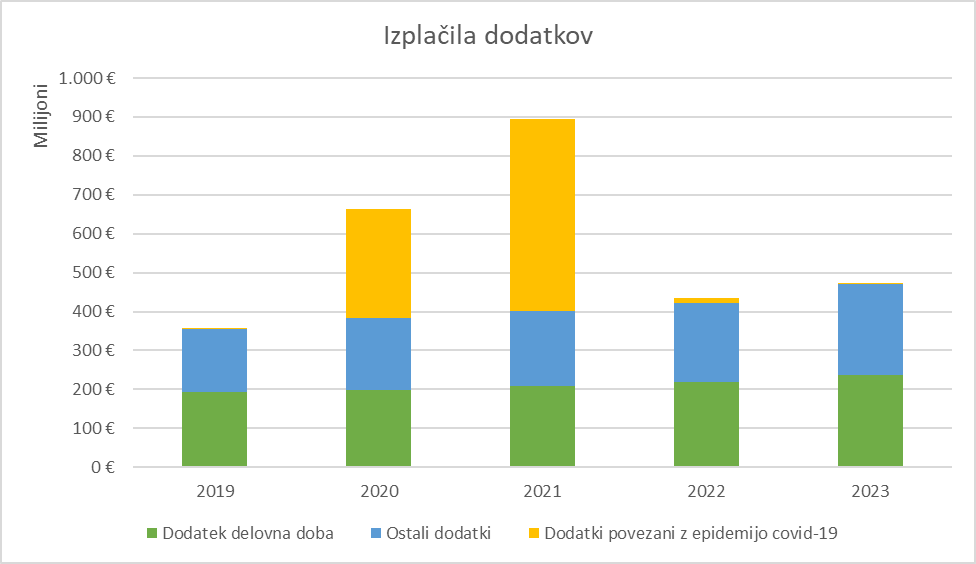 Izplačila dodatkov
Milijoni
1.000 €
900 €
800 €
700 €
600 €
500 €
400 €
300 €
200 €
100 €
0 €
2019 2020 2021 2022 2023
Dodatek delovna doba Ostali dodatki Dodatki povezani z epidemijo covid-19